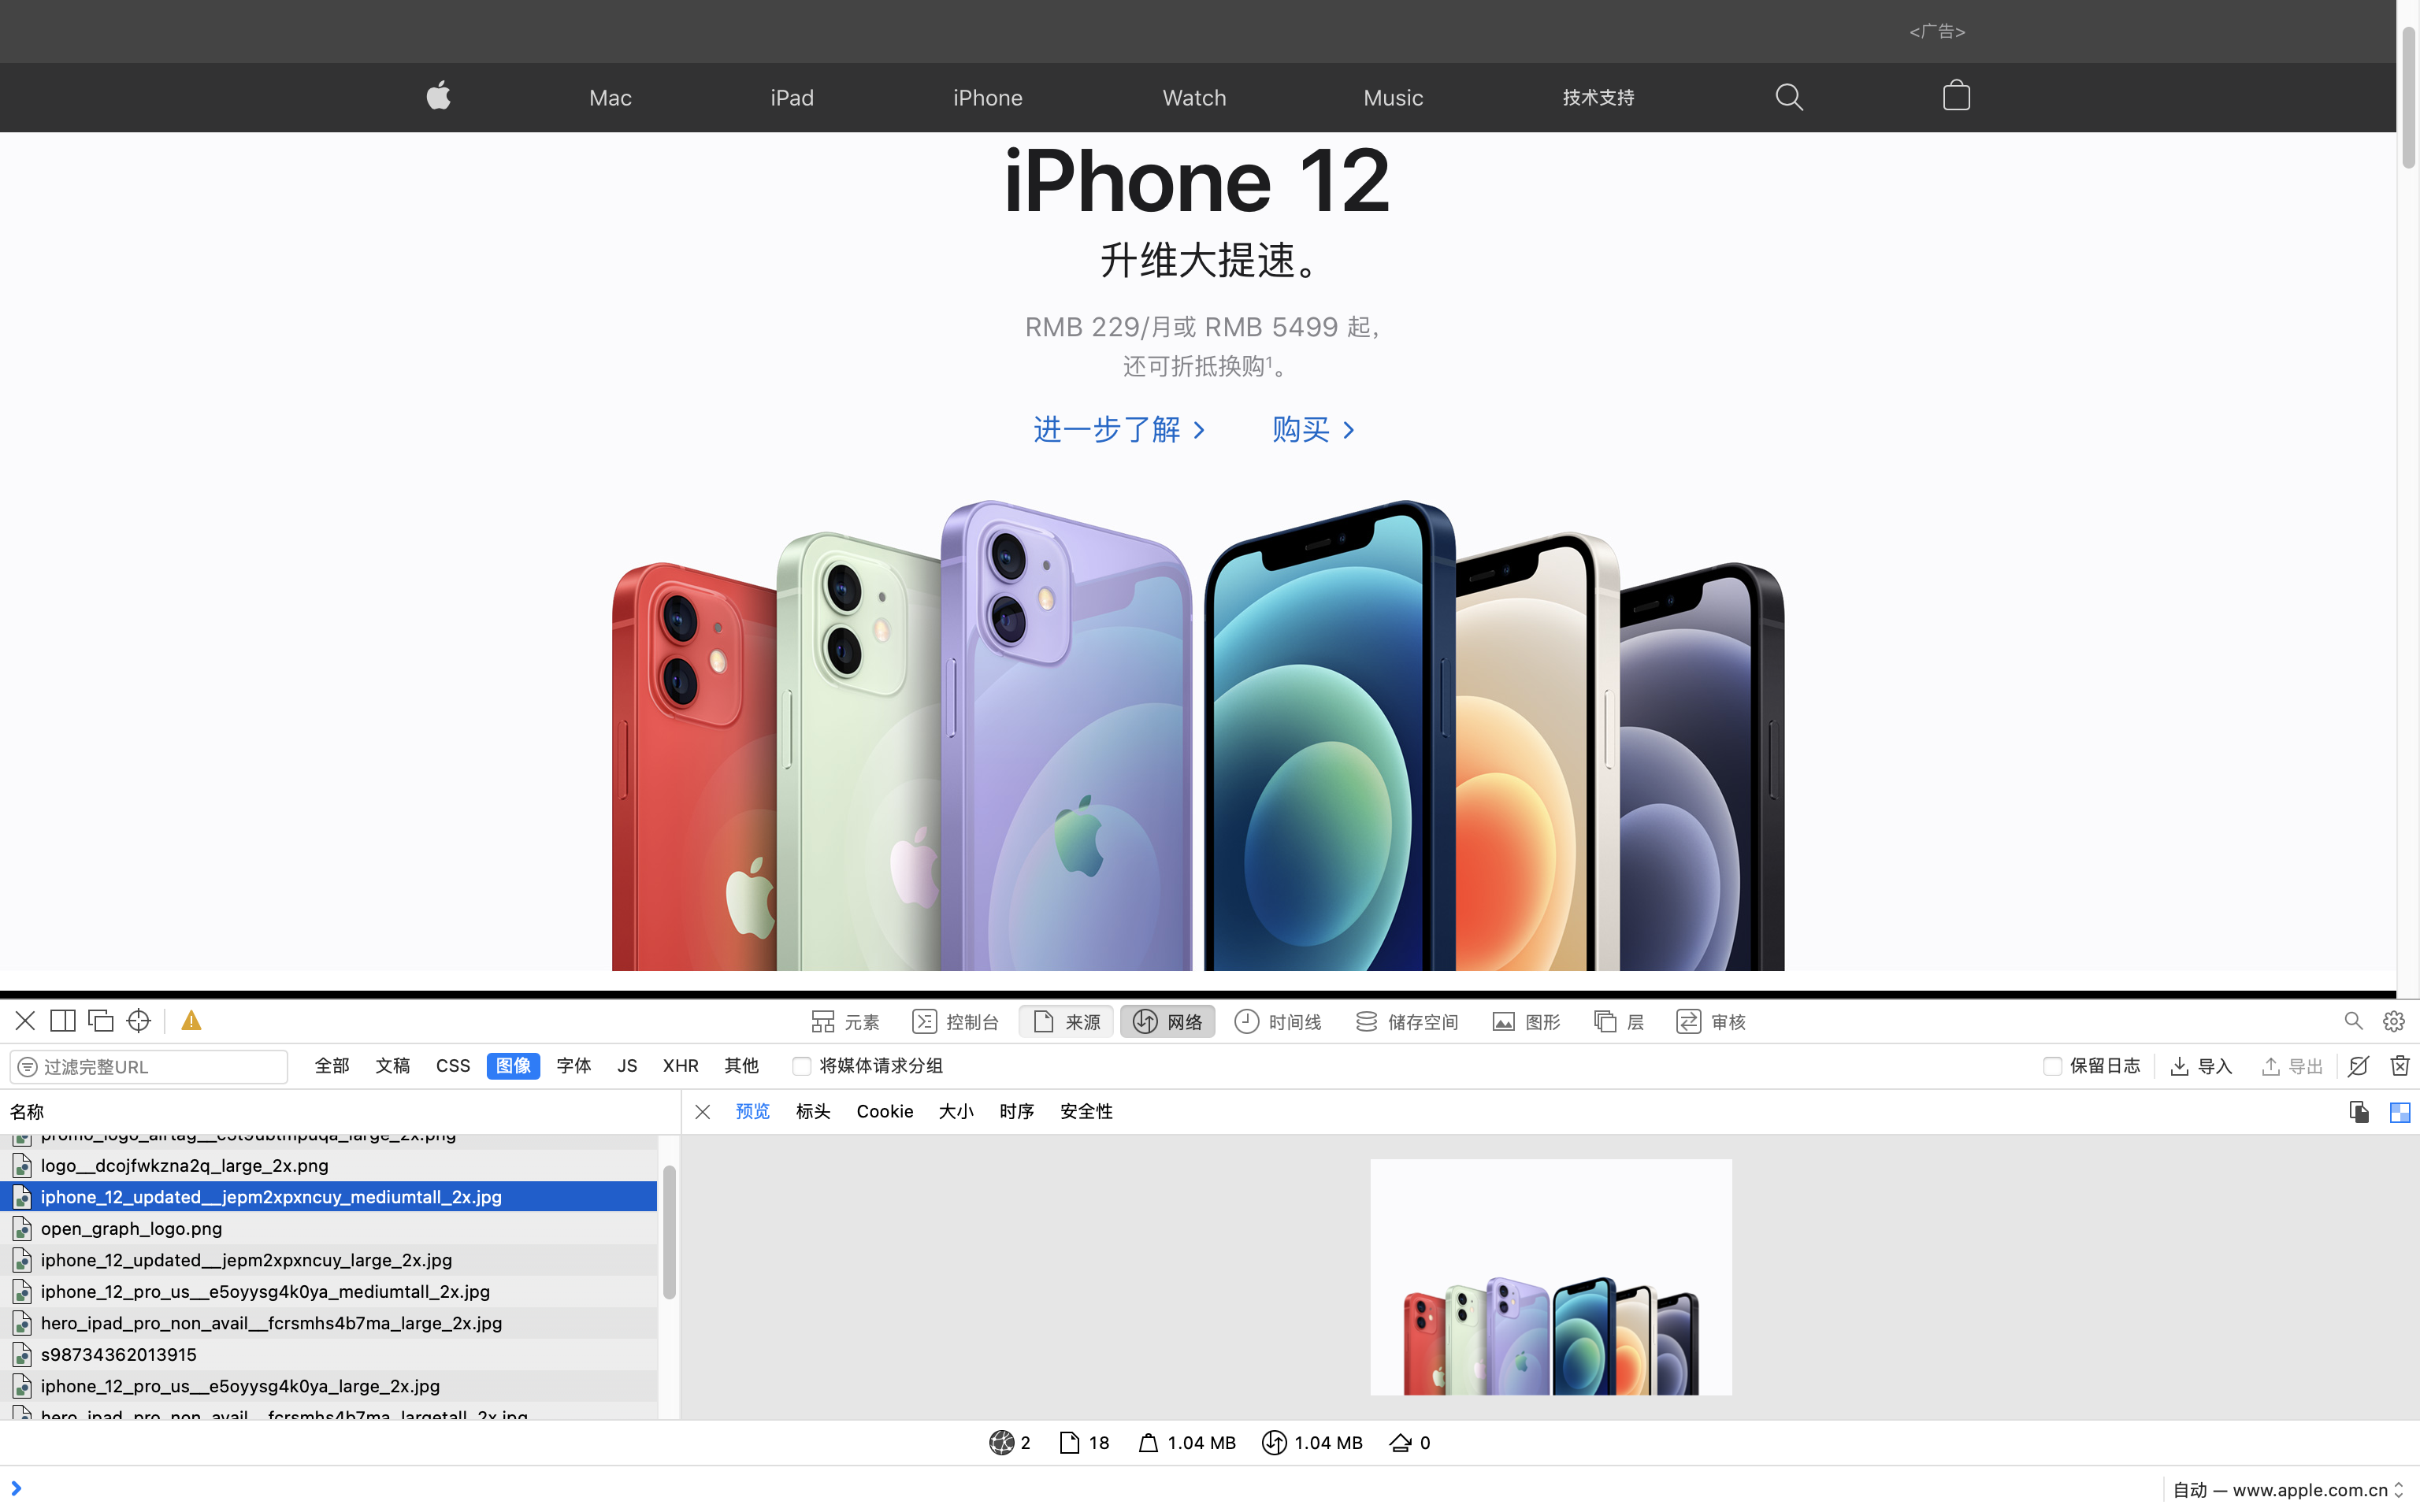 <广告>
Mac iPad iPhone Watch Music 技术支持
iPhone 12
升维大提速。
RMB 229/月或 RMB 5499 起，
还可折抵换购¹。
进一步了解 > 购买 >
元素 控制台 来源 网络 时间线 储存空间 图形 层 审核
过滤完整URL 全部 文稿 CSS 图像 字体 JS XHR 其他 将媒体请求分组 保留日志 导入 导出
名称 预览 标头 Cookie 大小 时序 安全性
logo__dcojfwkzna2q_large_2x.png
iphone_12_updated__jepm2xpxncuy_mediumtall_2x.jpg
open_graph_logo.png
iphone_12_updated__jepm2xpxncuy_large_2x.jpg
iphone_12_pro_us__e5oyysg4k0ya_mediumtall_2x.jpg
hero_ipad_pro_non_avail__fcrsmhs4b7ma_large_2x.jpg
s98734362013915
iphone_12_pro_us__e5oyysg4k0ya_large_2x.jpg
hero_ipad_pro_non_avail__fcrsmhs4b7ma_largetall_2x.jpg
2 18 1.04 MB 1.04 MB 0
自动 — www.apple.com.cn